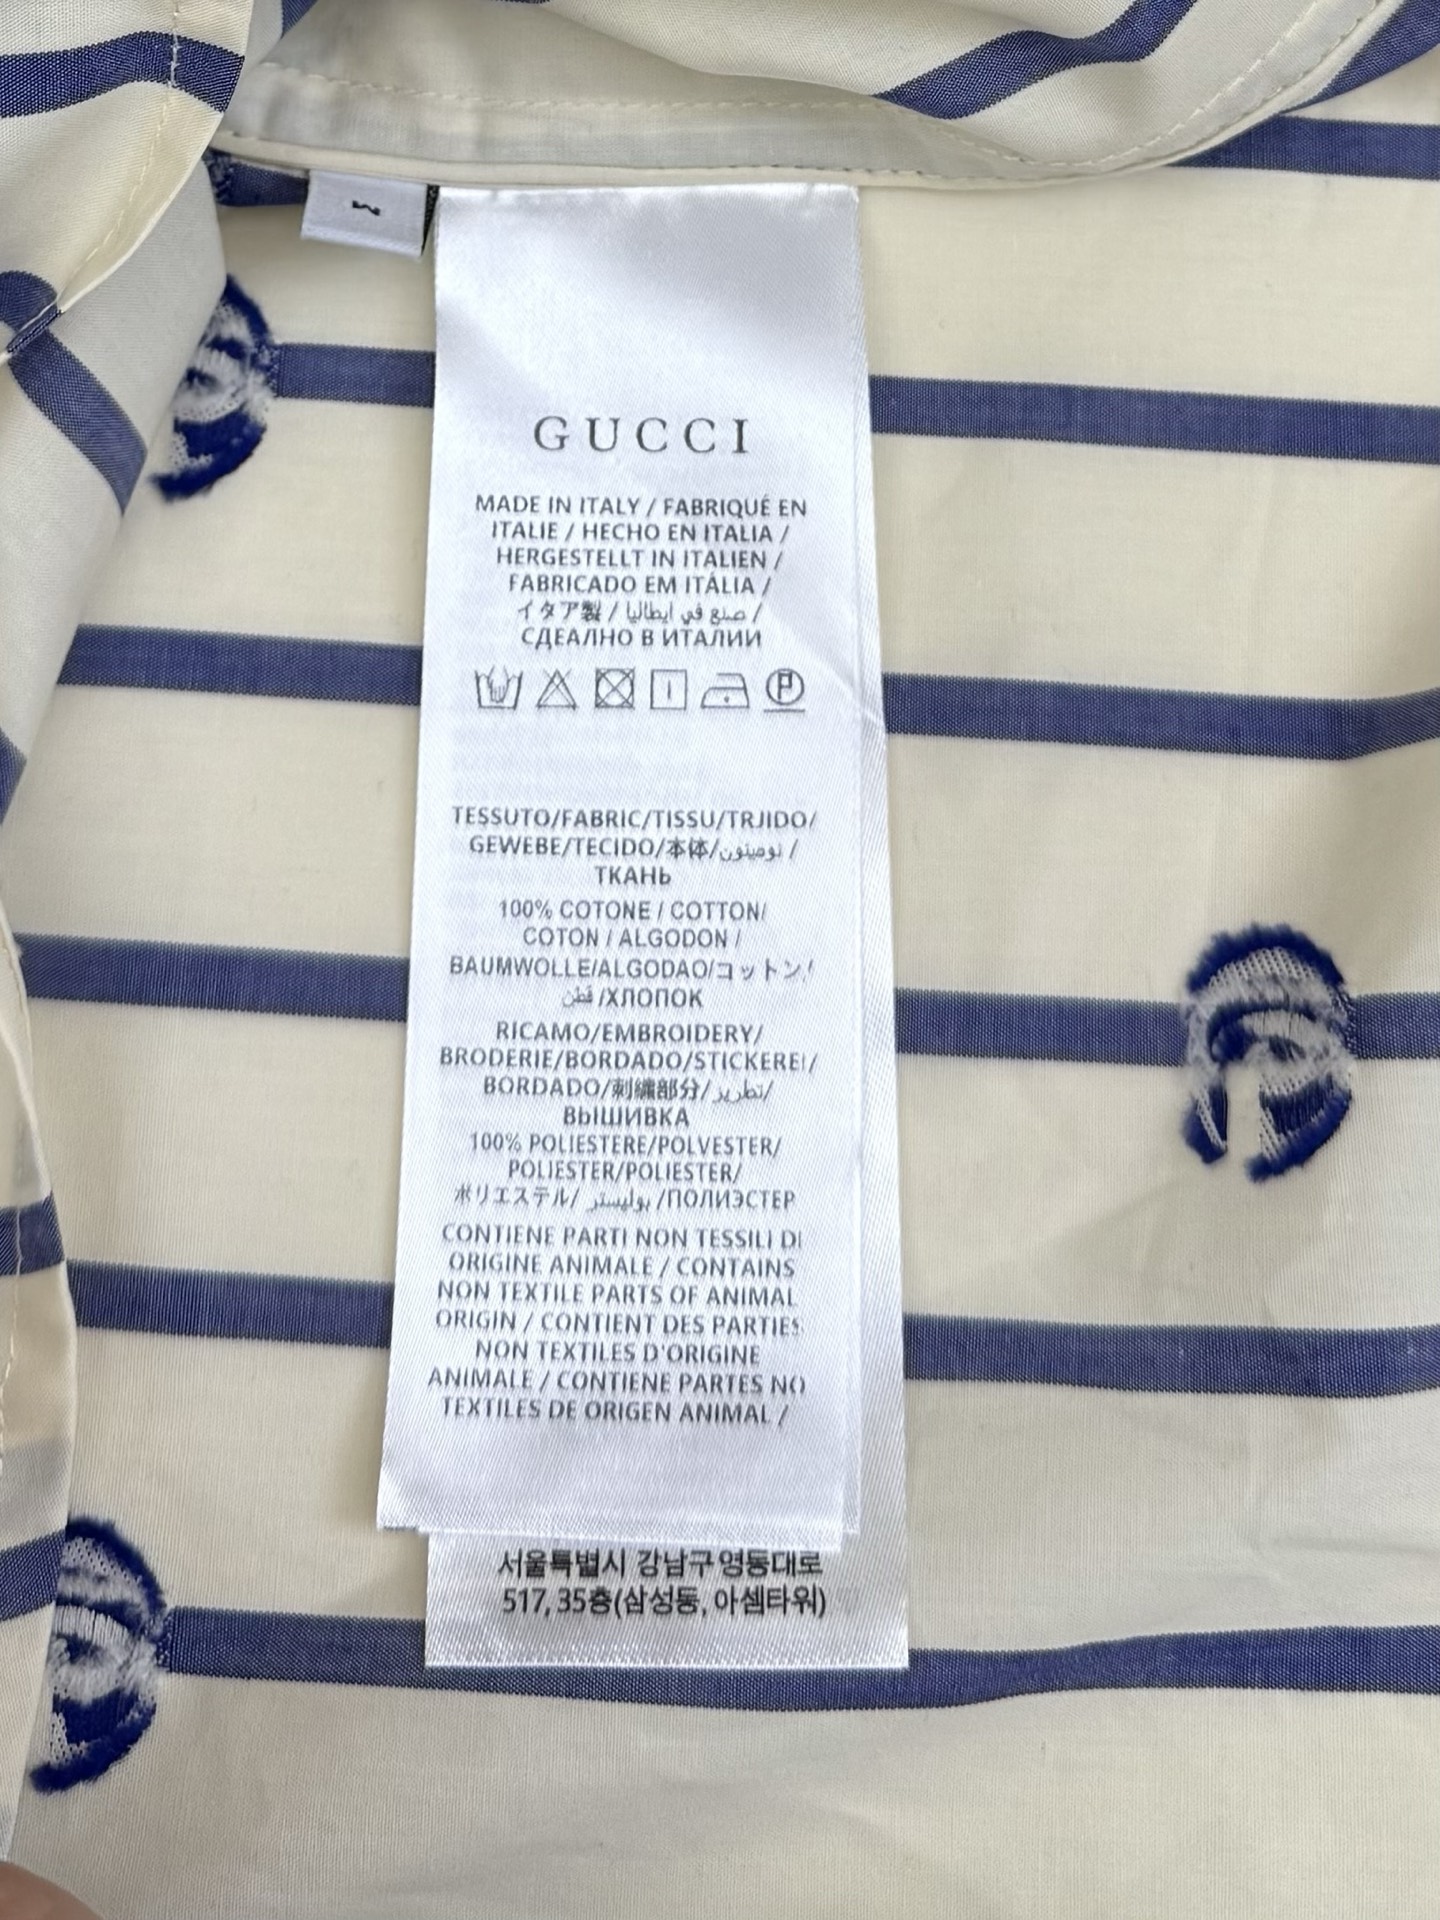 M
GUCCI
MADE IN ITALY / FABRIQUÉ EN
ITALIE / HECHO EN ITALIA /
HERGESTELLT IN ITALIEN /
FABRICADO EM ITÁLIA /
イタア製 / صنع في ايطاليا /
СДЕАЛНО В ИТАЛИИ
TESSUTO/FABRIC/TISSU/TRJIDO/
GEWEBE/TECIDO/本体/نوصينون /
ТКАНЬ
100% COTONE / COTTON/
COTON / ALGODON /
BAUMWOLLE/ALGODAO/コットン/
قطن /ХЛОПОК
RICAMO/EMBROIDERY/
BRODERIE/BORDADO/STICKEREI/
BORDADO/刺繍部分/تطريز/
ВЫШИВКА
100% POLIESTERE/POLVESTER/
POLIESTER/POLIESTER/
ポリエステル/ بوليستر /ПОЛИЭСТЕР
CONTIENE PARTI NON TESSILI DI
ORIGINE ANIMALE / CONTAINS
NON TEXTILE PARTS OF ANIMAL
ORIGIN / CONTIENT DES PARTIES
NON TEXTILES D'ORIGINE
ANIMALE / CONTIENE PARTES NO
TEXTILES DE ORIGEN ANIMAL /
서울특별시 강남구 영동대로
517, 35층(삼성동, 아셈타워)